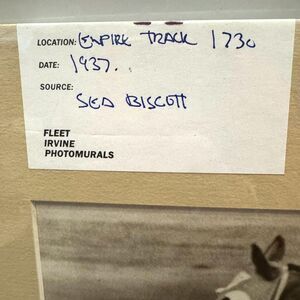 LOCATION: EMPIRE TRACK 1730
DATE: 1937.
SOURCE:
SEA BISCOTT
FLEET
IRVINE
PHOTOMURALS